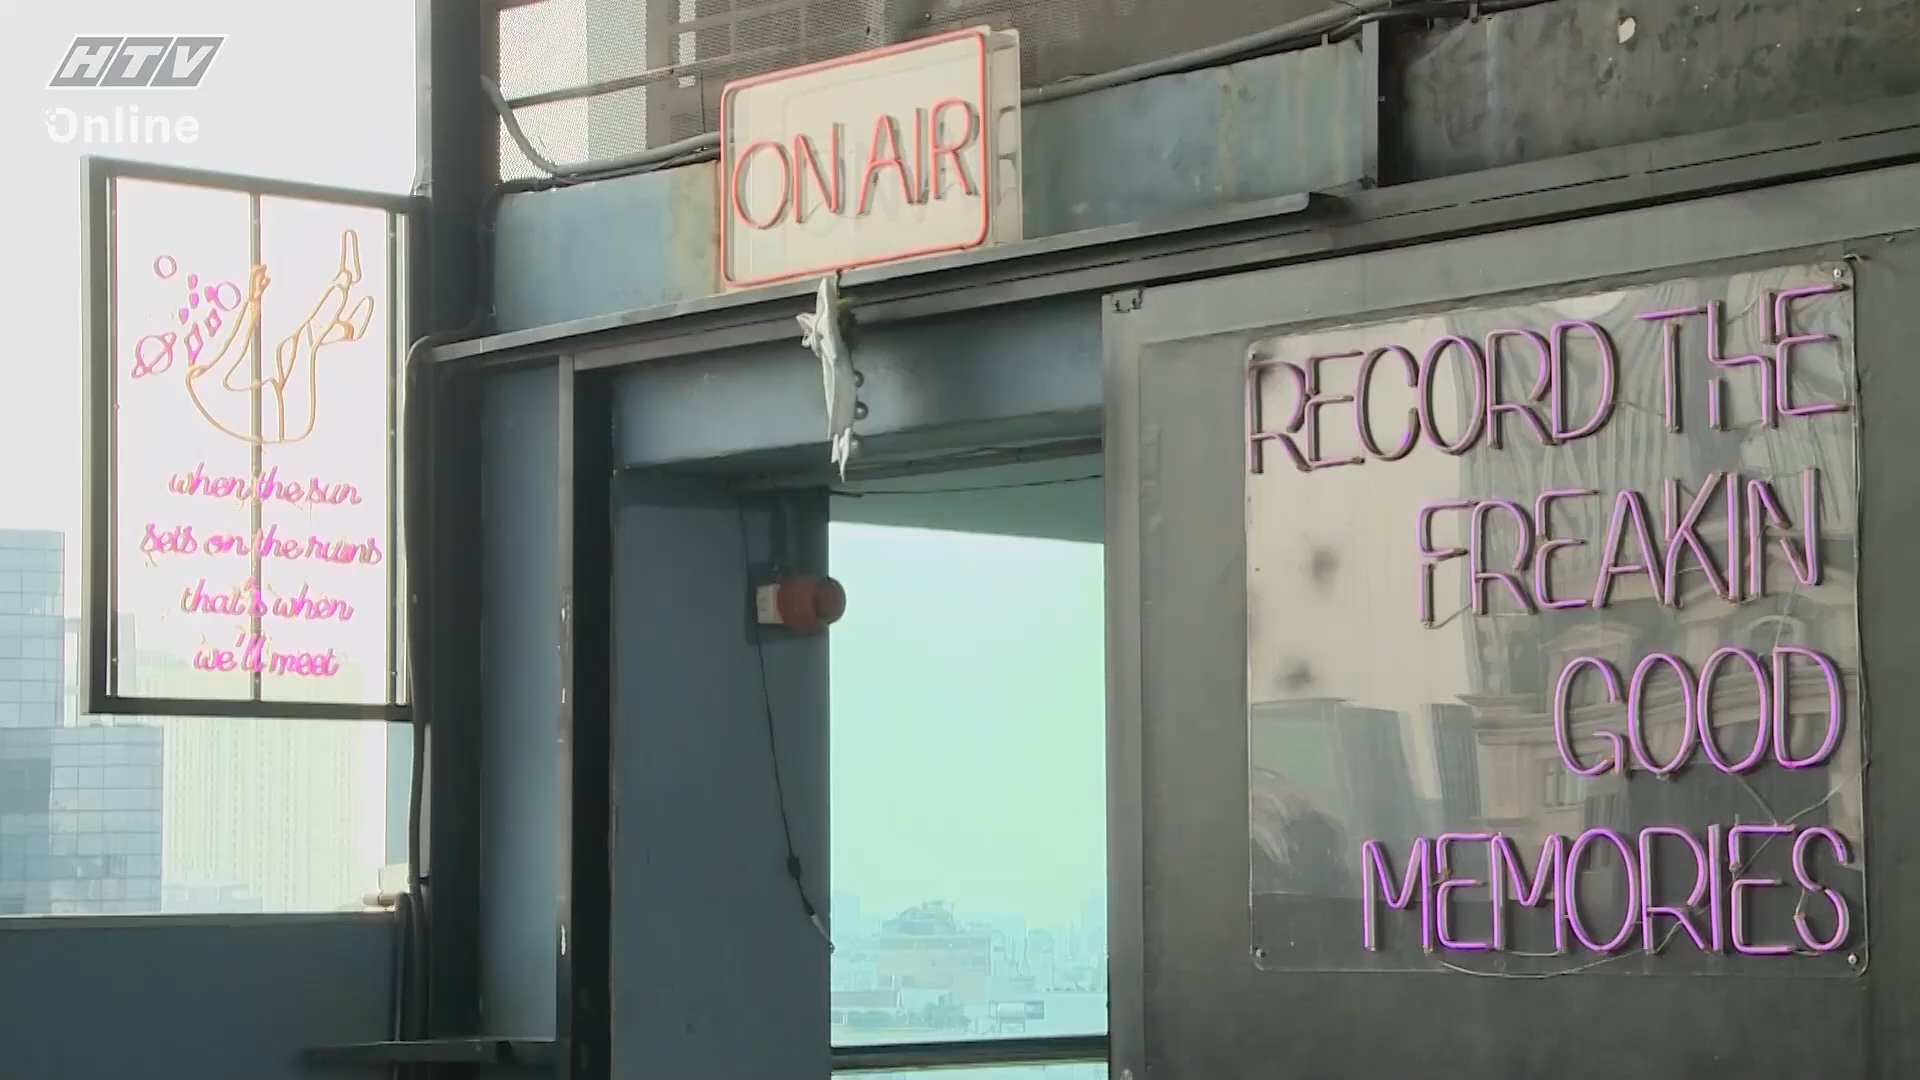 HTV
Online
ON AIR
when the sun
sets on the ruins
that's when
we'll meet
RECORD THE
FREAKIN
GOOD
MEMORIES